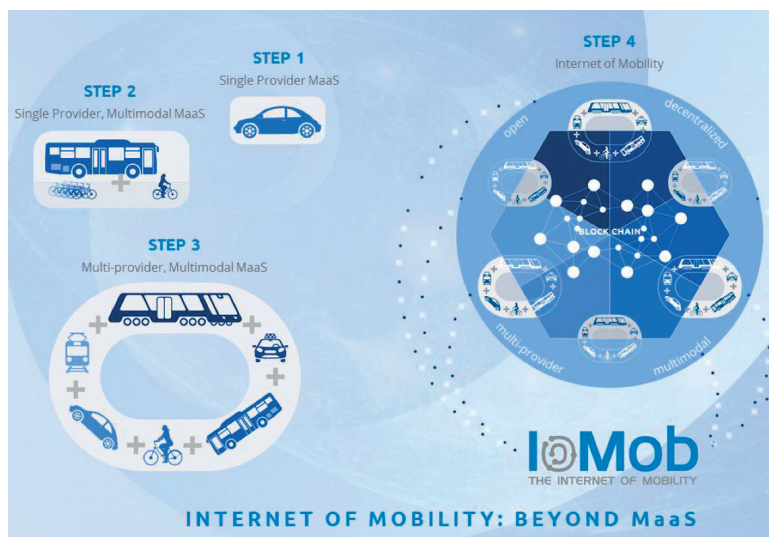 STEP 1
Single Provider MaaS
STEP 2
Single Provider, Multimodal MaaS
STEP 3
Multi-provider, Multimodal MaaS
STEP 4
Internet of Mobility
open
decentralized
BLOCK CHAIN
multi-provider
multimodal
IoMob
THE INTERNET OF MOBILITY
INTERNET OF MOBILITY: BEYOND MaaS